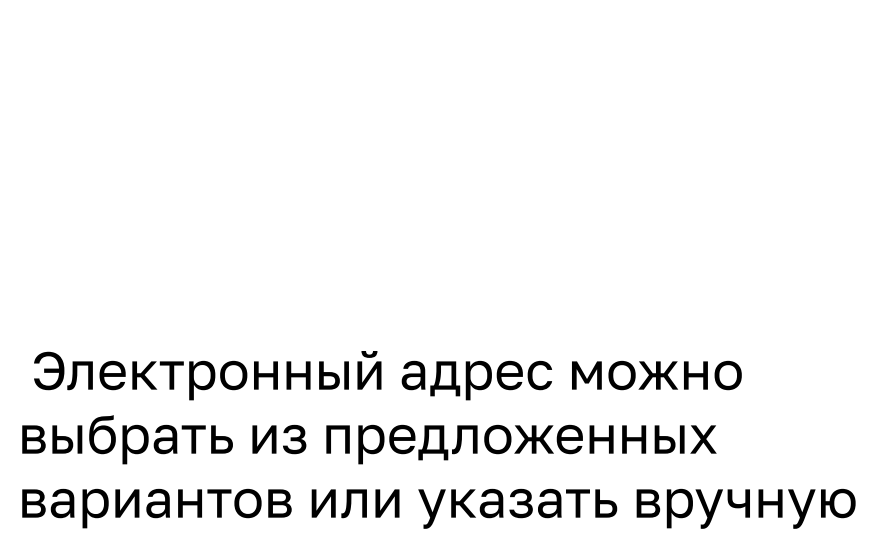 Электронный адрес можно
выбрать из предложенных
вариантов или указать вручную